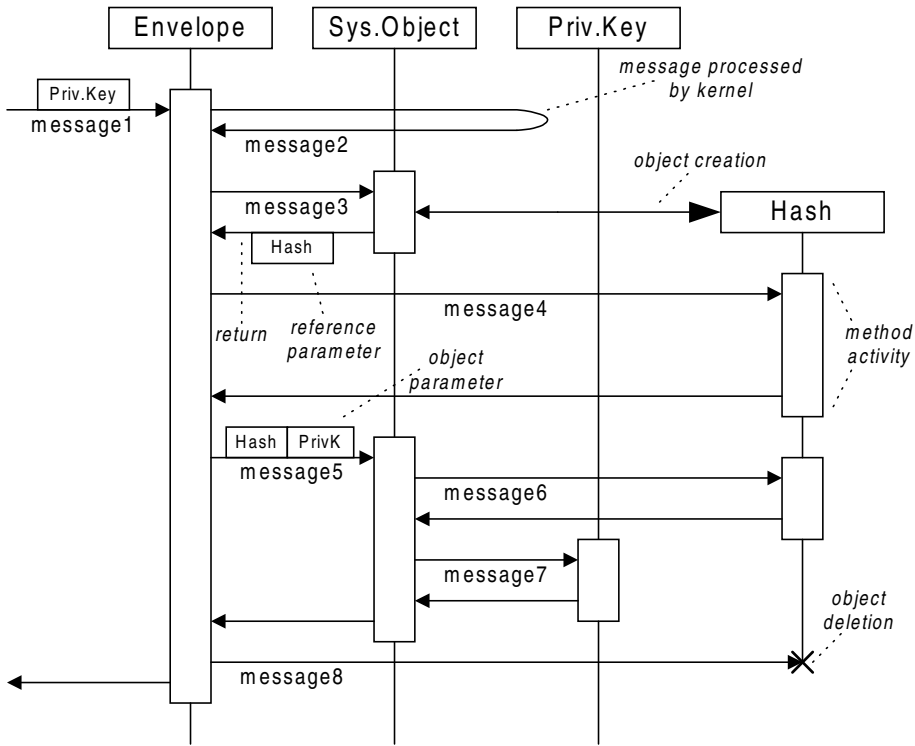 Envelope
Sys.Object
Priv.Key
message processed
by kernel
Priv.Key
message1
message2
object creation
message3
Hash
Hash
message4
return
reference
parameter
method
activity
object
parameter
Hash
PrivK
message5
message6
message7
object
deletion
message8